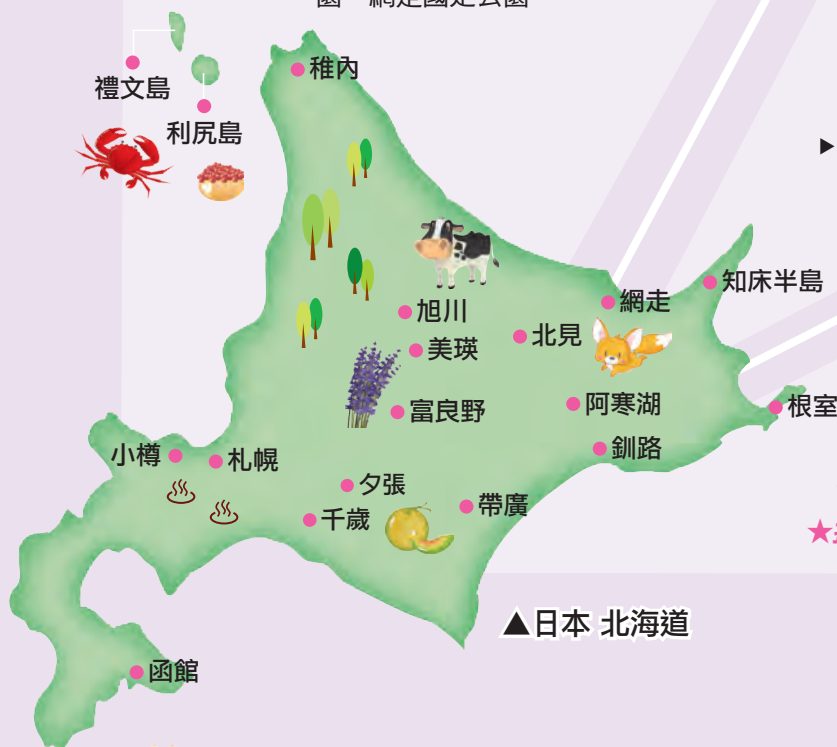 禮文島
利尻島
稚內
知床半島
網走
旭川
北見
美瑛
富良野
阿寒湖
根室
釧路
小樽
札幌
夕張
千歲
帶廣
▲日本 北海道
函館